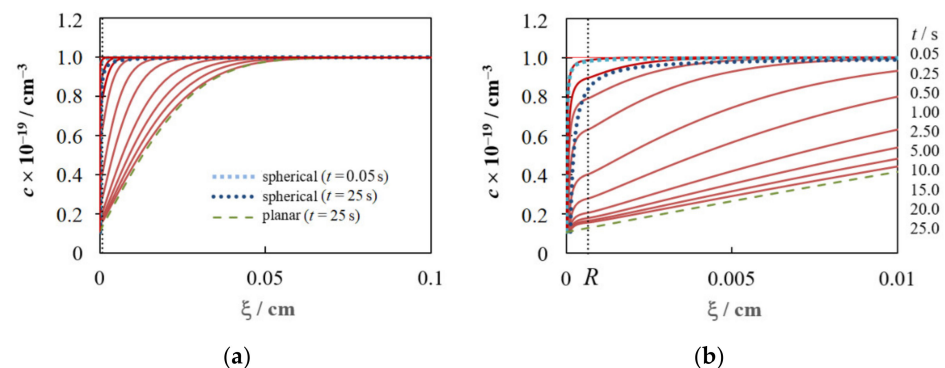 1.2
1.0
0.8
0.6
0.4
0.2
0
c × 10⁻¹⁹ / cm⁻³
spherical (t = 0.05 s)
spherical (t = 25 s)
planar (t = 25 s)
0
0.05
0.1
ξ / cm
(a)
1.2
1.0
0.8
0.6
0.4
0.2
0
c × 10⁻¹⁹ / cm⁻³
0
R
0.005
0.01
ξ / cm
t / s
0.05
0.25
0.50
1.00
2.50
5.00
10.0
15.0
20.0
25.0
(b)